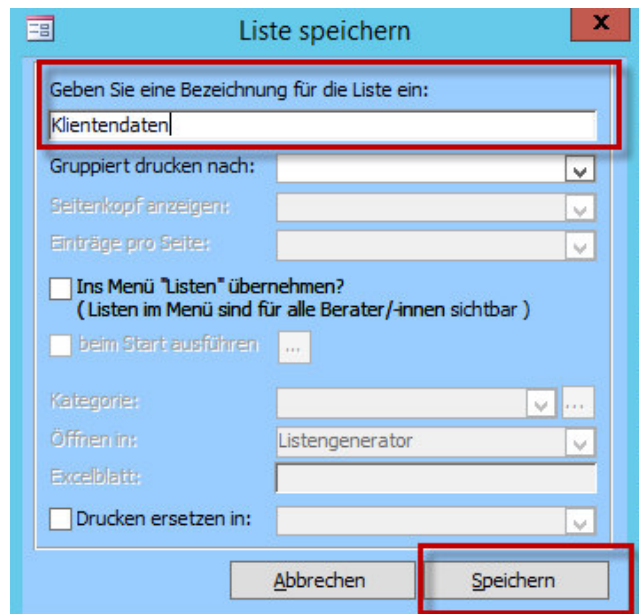 Liste speichern
x
Geben Sie eine Bezeichnung für die Liste ein:
Klientendaten
Gruppiert drucken nach:
Seitenkopf anzeigen:
Einträge pro Seite:
Ins Menü "Listen" übernehmen?
( Listen im Menü sind für alle Berater/-innen sichtbar )
beim Start ausführen ...
Kategorie: ...
Öffnen in: Listengenerator
Excelblatt:
Drucken ersetzen in:
Abbrechen Speichern